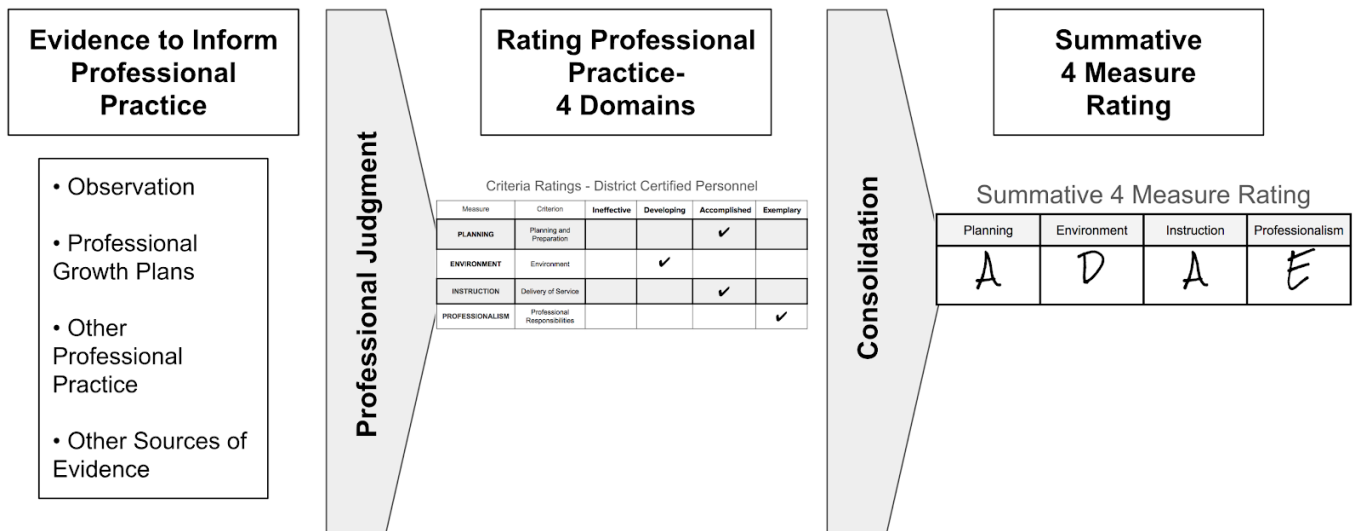 Evidence to Inform
Professional
Practice
• Observation
• Professional
Growth Plans
• Other
Professional
Practice
• Other Sources of
Evidence
Professional Judgment
Rating Professional
Practice-
4 Domains
Criteria Ratings - District Certified Personnel
Measure Criterion Ineffective Developing Accomplished Exemplary
PLANNING Planning and
Preparation ✔
ENVIRONMENT Environment ✔
INSTRUCTION Delivery of Service ✔
PROFESSIONALISM Professional
Responsibilities ✔
Consolidation
Summative
4 Measure
Rating
Summative 4 Measure Rating
Planning Environment Instruction Professionalism
A D A E